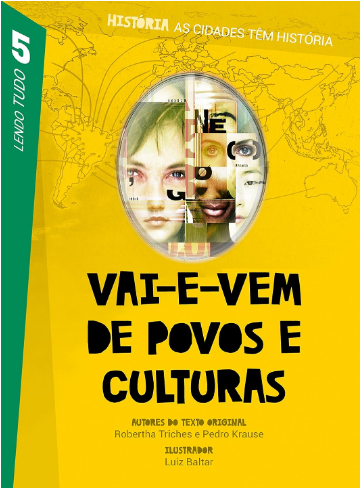 HISTÓRIA AS CIDADES TÊM HISTÓRIA
LENDO TUDO 5
VAI-E-VEM
DE POVOS E
CULTURAS
AUTORES DO TEXTO ORIGINAL
Robertha Triches e Pedro Krause
ILUSTRADOR
Luiz Baltar